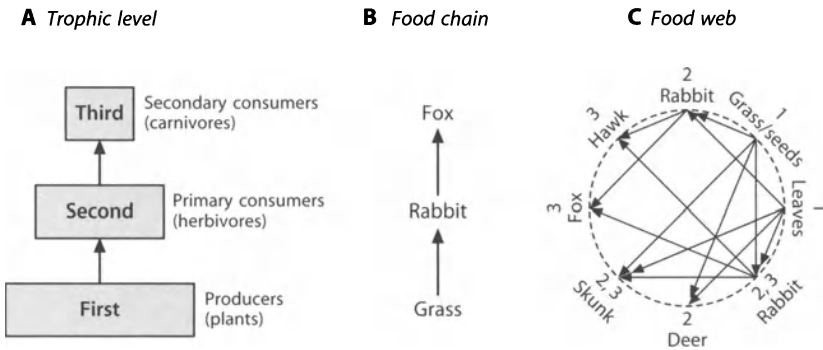 A Trophic level
B Food chain
C Food web
Third
Secondary consumers
(carnivores)
Second
Primary consumers
(herbivores)
First
Producers
(plants)
Fox
Rabbit
Grass
2
Rabbit
1
Grass/seeds
1
Leaves
2, 3
Rabbit
2
Deer
2, 3
Skunk
3
Fox
3
Hawk